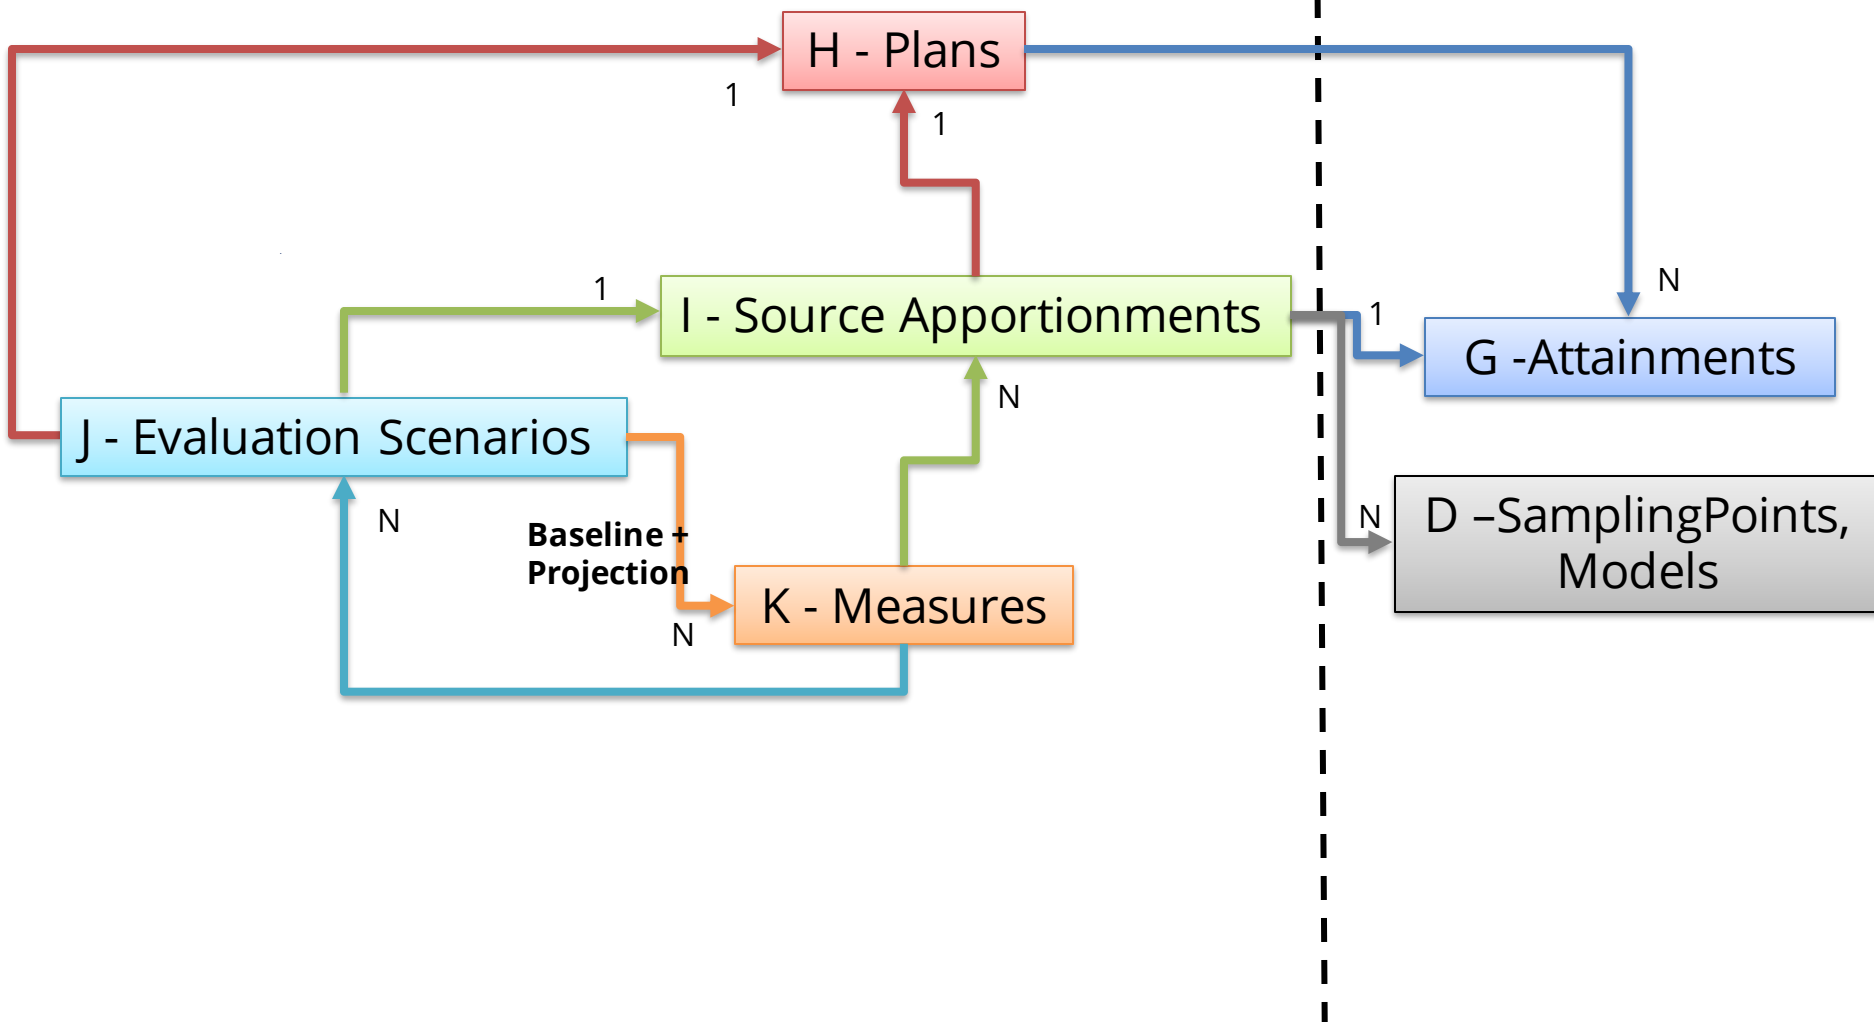 H - Plans
1
1
N
1
I - Source Apportionments
1
G -Attainments
N
J - Evaluation Scenarios
N
Baseline +
Projection
N
D –SamplingPoints,
Models
K - Measures
N